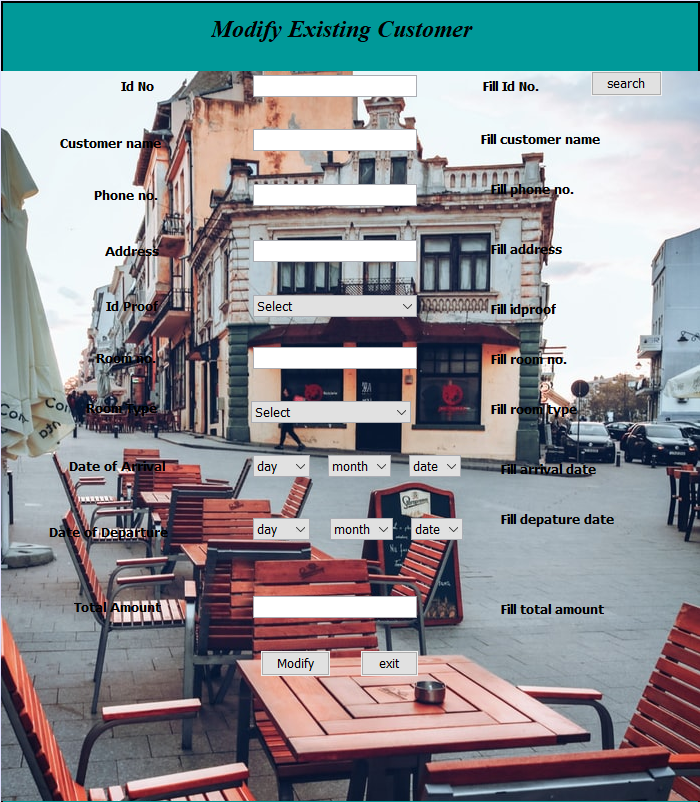 Modify Existing Customer
Id No Fill Id No. search
Customer name Fill customer name
Phone no. Fill phone no.
Address Fill address
Id Proof Select Fill idproof
Room no. Fill room no.
Room Type Select Fill room type
Date of Arrival day month date Fill arrival date
Date of Departure day month date Fill depature date
Total Amount Fill total amount
Modify exit